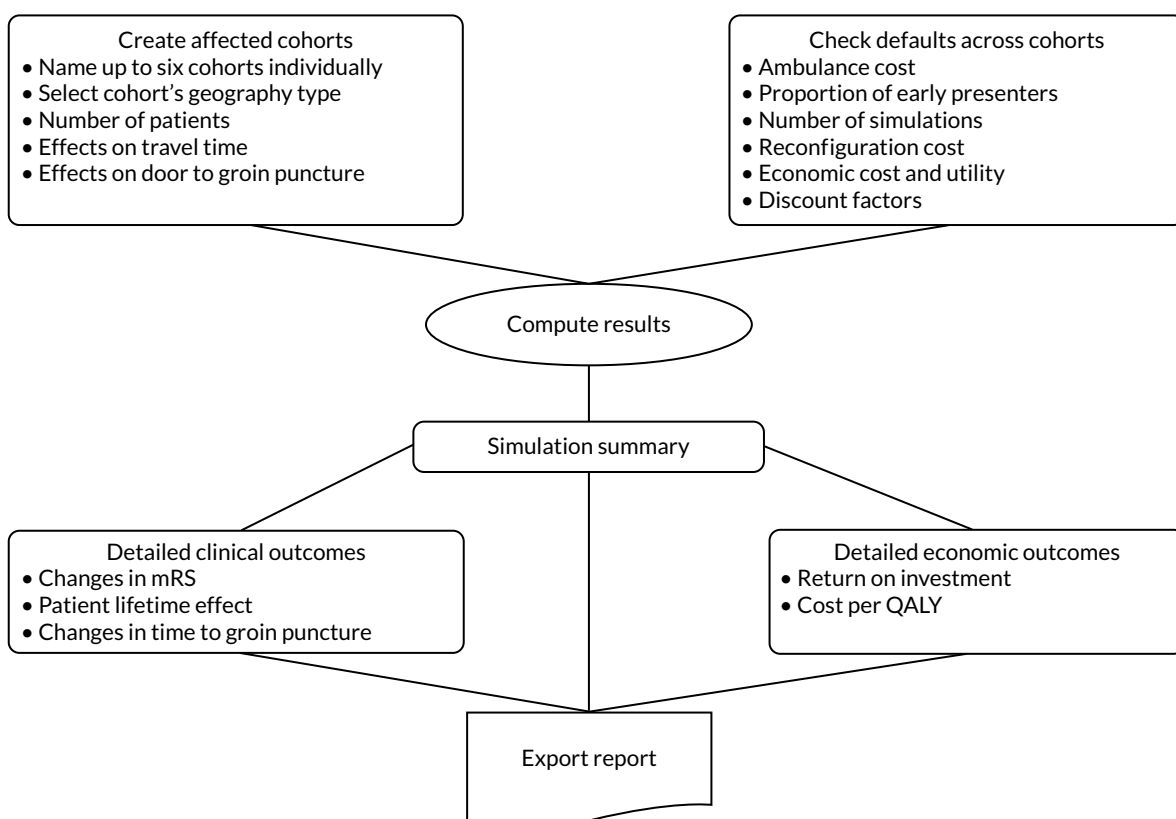 Create affected cohorts
• Name up to six cohorts individually
• Select cohort's geography type
• Number of patients
• Effects on travel time
• Effects on door to groin puncture
Check defaults across cohorts
• Ambulance cost
• Proportion of early presenters
• Number of simulations
• Reconfiguration cost
• Economic cost and utility
• Discount factors
Compute results
Simulation summary
Detailed clinical outcomes
• Changes in mRS
• Patient lifetime effect
• Changes in time to groin puncture
Detailed economic outcomes
• Return on investment
• Cost per QALY
Export report